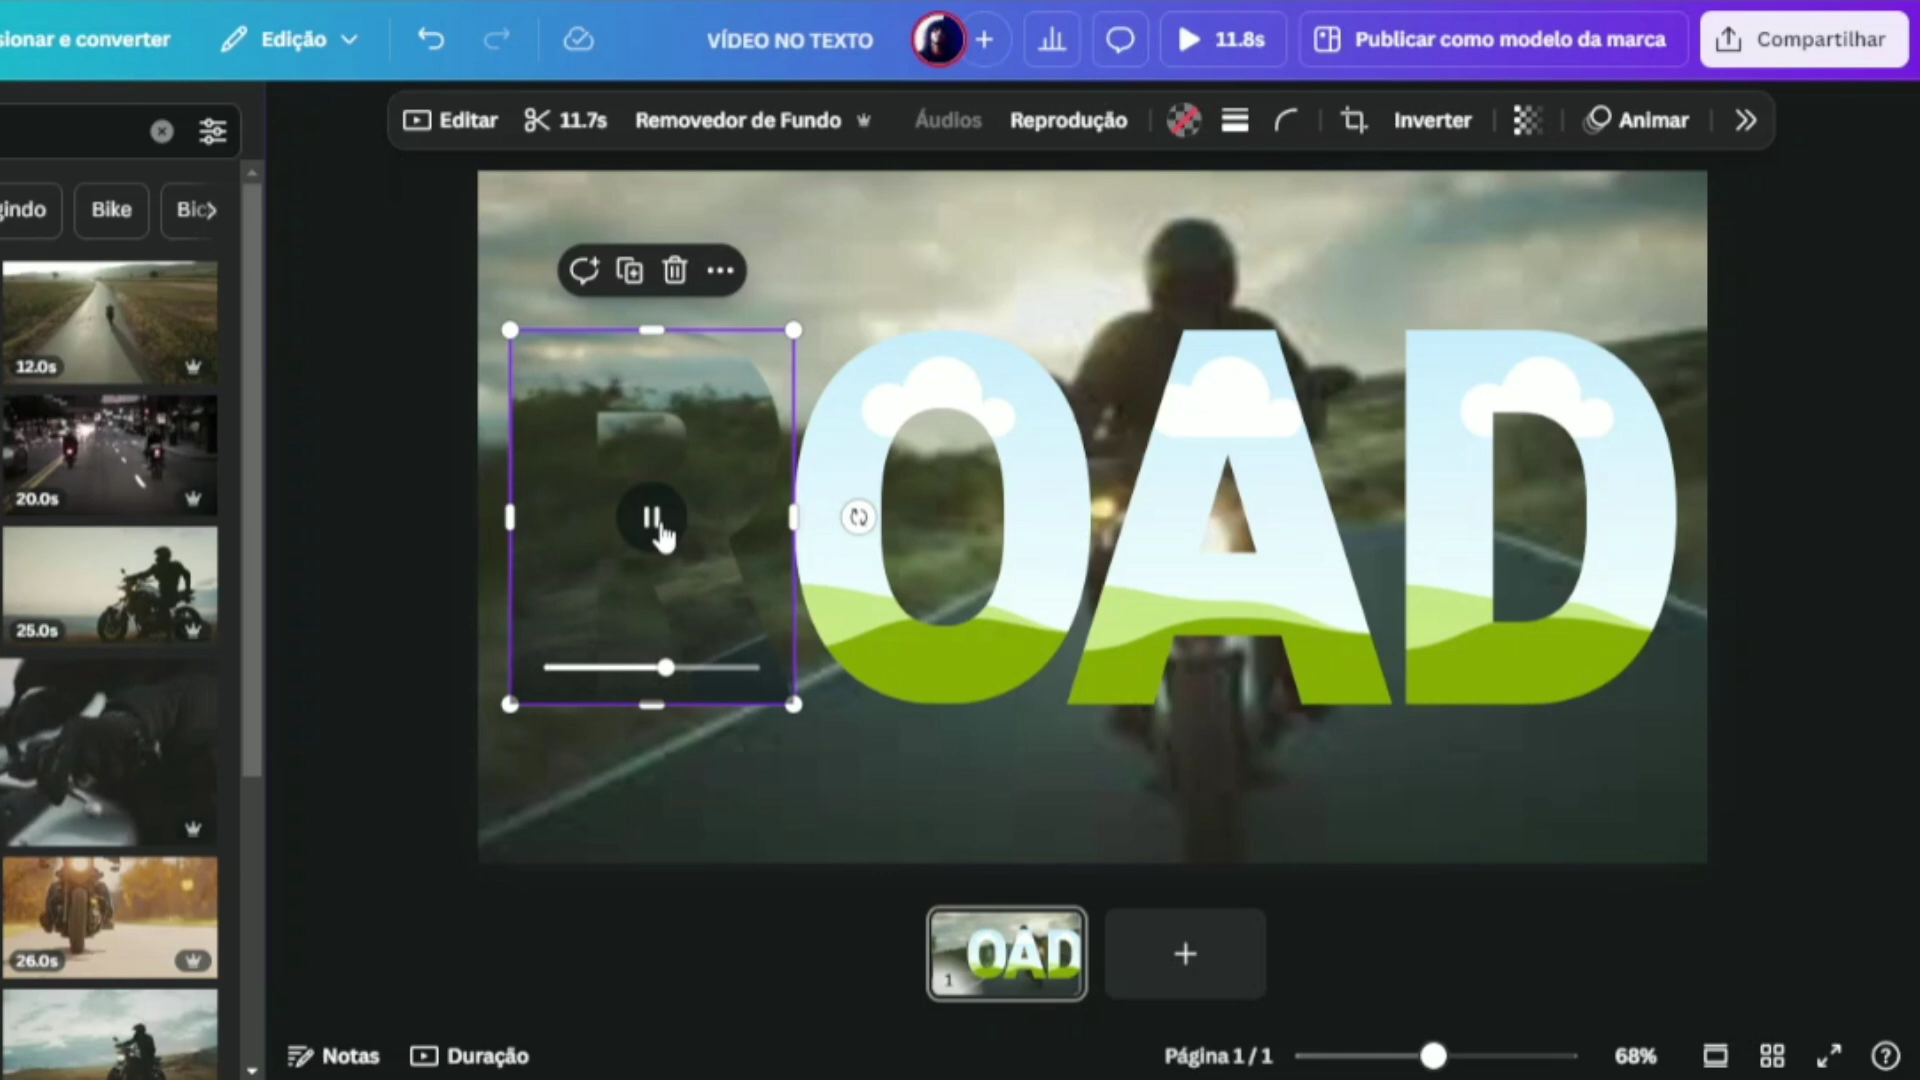 sionar e converter
Edição
VÍDEO NO TEXTO
11.8s
Publicar como modelo da marca
Compartilhar
Editar
11.7s
Removedor de Fundo
Áudios
Reprodução
Inverter
Animar
gindo
Bike
Bic
12.0s
20.0s
25.0s
26.0s
ROAD
1
OAD
Notas
Duração
Página 1 / 1
68%